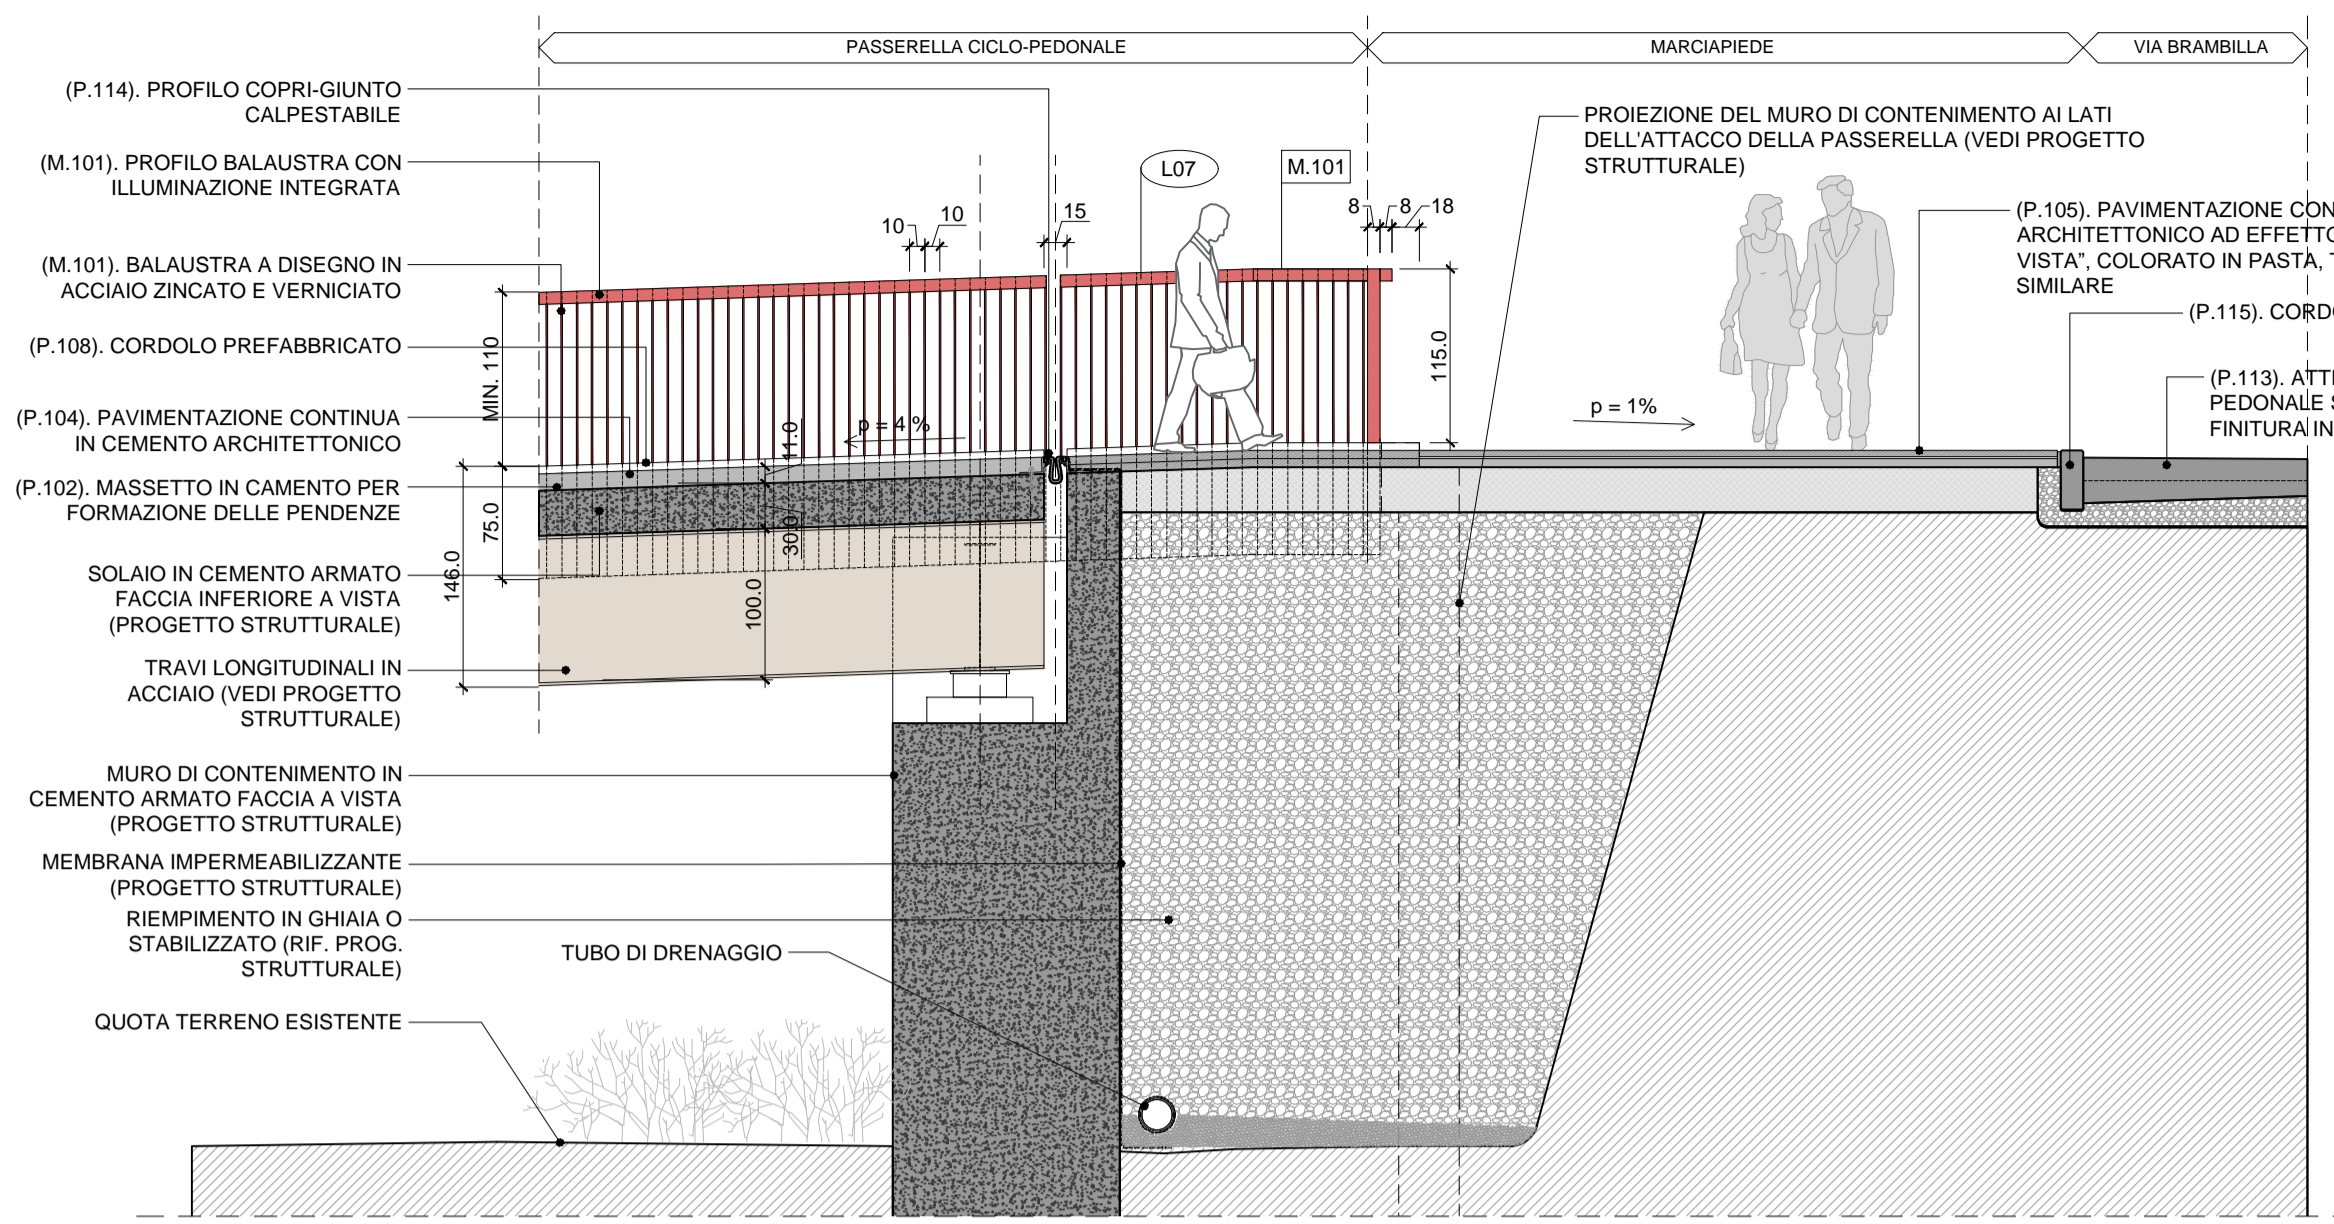 PASSERELLA CICLO-PEDONALE
MARCIAPIEDE
VIA BRAMBILLA
(P.114). PROFILO COPRI-GIUNTO
CALPESTABILE
(M.101). PROFILO BALAUSTRA CON
ILLUMINAZIONE INTEGRATA
(M.101). BALAUSTRA A DISEGNO IN
ACCIAIO ZINCATO E VERNICIATO
(P.108). CORDOLO PREFABBRICATO
(P.104). PAVIMENTAZIONE CONTINUA
IN CEMENTO ARCHITETTONICO
(P.102). MASSETTO IN CAMENTO PER
FORMAZIONE DELLE PENDENZE
SOLAIO IN CEMENTO ARMATO
FACCIA INFERIORE A VISTA
(PROGETTO STRUTTURALE)
TRAVI LONGITUDINALI IN
ACCIAIO (VEDI PROGETTO
STRUTTURALE)
MURO DI CONTENIMENTO IN
CEMENTO ARMATO FACCIA A VISTA
(PROGETTO STRUTTURALE)
MEMBRANA IMPERMEABILIZZANTE
(PROGETTO STRUTTURALE)
RIEMPIMENTO IN GHIAIA O
STABILIZZATO (RIF. PROG.
STRUTTURALE)
QUOTA TERRENO ESISTENTE
TUBO DI DRENAGGIO
MIN. 110
75.0
146.0
11.0
30.0
100.0
p = 4 %
10
10
15
L07
M.101
8
8
18
115.0
p = 1%
PROIEZIONE DEL MURO DI CONTENIMENTO AI LATI
DELL'ATTACCO DELLA PASSERELLA (VEDI PROGETTO
STRUTTURALE)
(P.105). PAVIMENTAZIONE CON
ARCHITETTONICO AD EFFETTO
VISTA", COLORATO IN PASTA, T
SIMILARE
(P.115). CORDO
(P.113). ATT
PEDONALE S
FINITURA IN